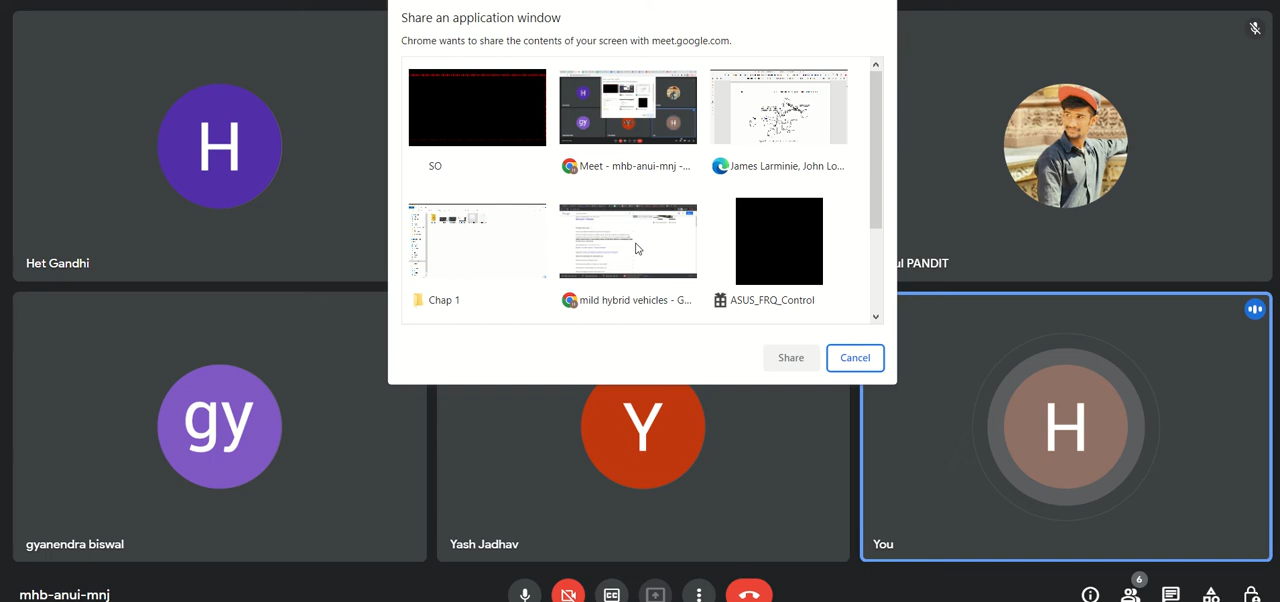 Share an application window
Chrome wants to share the contents of your screen with meet.google.com.
SO
Meet - mhb-anui-mnj -...
James Larminie, John Lo...
Chap 1
mild hybrid vehicles - G...
ASUS_FRQ_Control
Share
Cancel
H
Het Gandhi
ul PANDIT
gy
gyanendra biswal
Y
Yash Jadhav
H
You
mhb-anui-mnj
CC
6